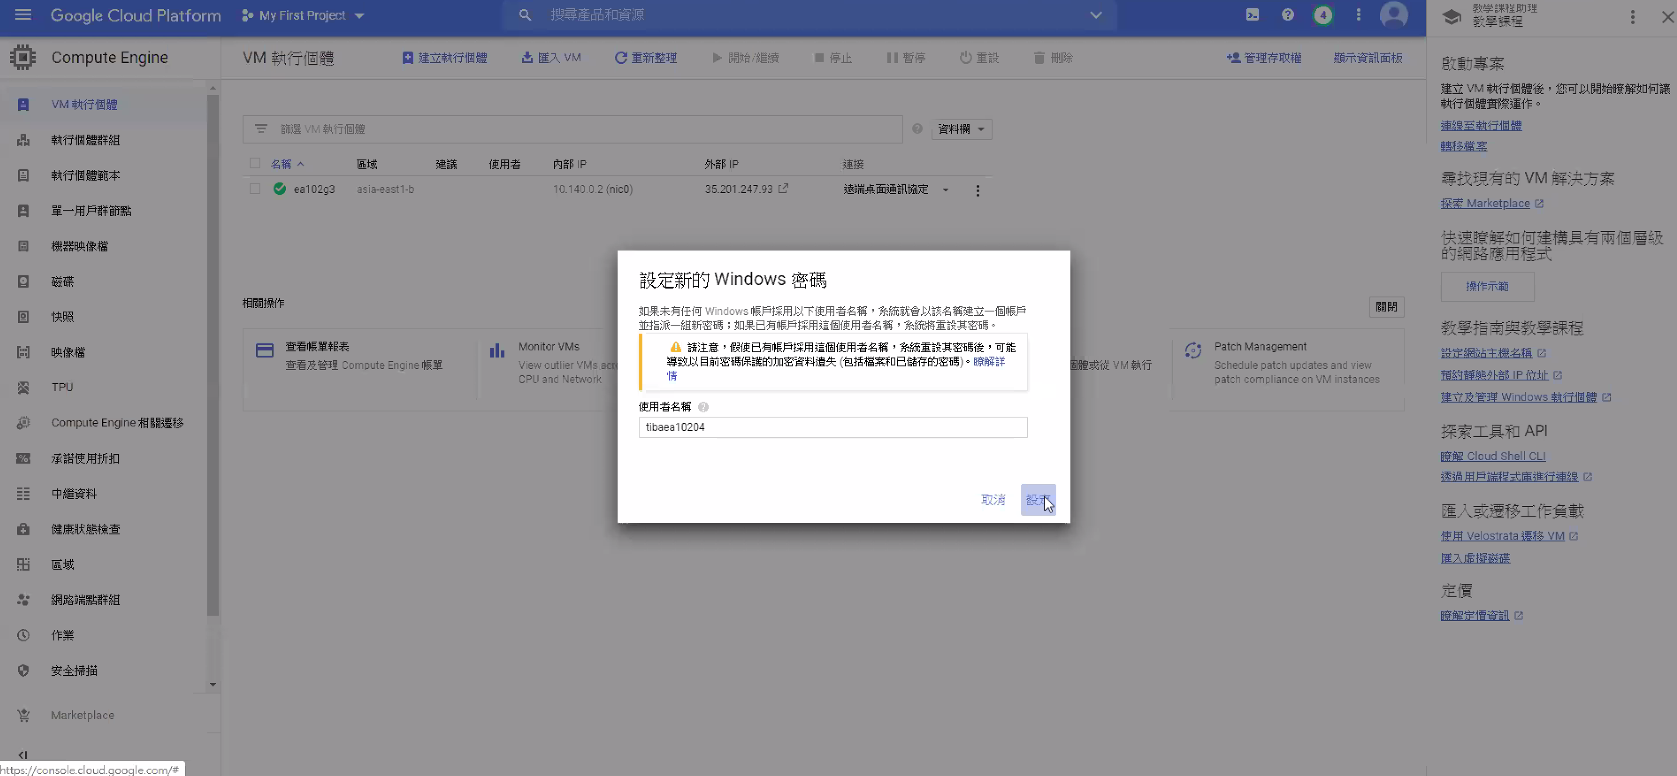 Google Cloud Platform
My First Project
搜尋產品和資源
4
教學課程助理
教學課程
Compute Engine
VM 執行個體
建立執行個體
匯入 VM
重新整理
開始/繼續
停止
暫停
重設
刪除
管理存取權
顯示資訊面板
VM 執行個體
執行個體群組
執行個體範本
單一用戶群節點
機器映像檔
磁碟
快照
映像檔
TPU
Compute Engine 相關遷移
承諾使用折扣
中繼資料
健康狀態檢查
區域
網路端點群組
作業
安全掃描
Marketplace
https://console.cloud.google.com/#
篩選 VM 執行個體
資料欄
名稱 區域 建議 使用者 內部 IP 外部 IP 連接
ea102g3 asia-east1-b 10.140.0.2 (nic0) 35.201.247.93 遠端桌面通訊協定
相關操作
關閉
查看帳單報表
查看及管理 Compute Engine 帳單
Monitor VMs
View outlier VMs acr
CPU and Network
個體或從 VM 執行
Patch Management
Schedule patch updates and view
patch compliance on VM instances
設定新的 Windows 密碼
如果未有任何 Windows 帳戶採用以下使用者名稱，系統就會以該名稱建立一個帳戶
並指派一組新密碼；如果已有帳戶採用這個使用者名稱，系統將重設其密碼。
請注意，假使已有帳戶採用這個使用者名稱，系統重設其密碼後，可能
導致以目前密碼保護的加密資料遺失 (包括檔案和已儲存的密碼)。瞭解詳
情
使用者名稱
tibaea10204
取消
設定
啟動專案
建立 VM 執行個體後，您可以開始瞭解如何讓
執行個體實際運作。
連線至執行個體
轉移檔案
尋找現有的 VM 解決方案
探索 Marketplace
快速瞭解如何建構具有兩個層級
的網路應用程式
操作示範
教學指南與教學課程
設定網站主機名稱
預約靜態外部 IP 位址
建立及管理 Windows 執行個體
探索工具和 API
瞭解 Cloud Shell CLI
透過用戶端程式庫進行連線
匯入或遷移工作負載
使用 Velostrata 遷移 VM
匯入虛擬磁碟
定價
瞭解定價資訊